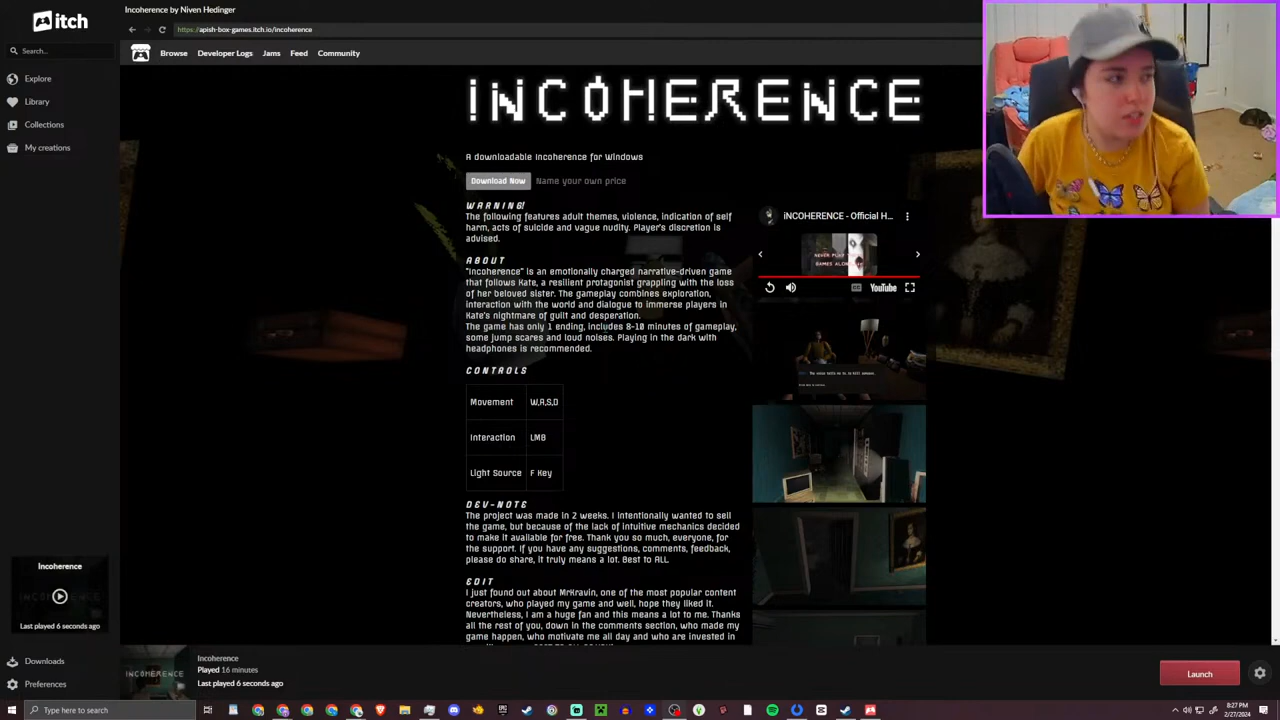 Incoherence by Niven Hedinger
itch
https://apish-box-games.itch.io/incoherence
Search...
Browse
Developer Logs
Jams
Feed
Community
Explore
Library
Collections
My creations
INCOHERENCE
A downloadable Incoherence for Windows
Download Now
Name your own price
WARNING!
The following features adult themes, violence, indication of self
harm, acts of suicide and vague nudity. Player's discretion is
advised.
ABOUT
"Incoherence" is an emotionally charged narrative-driven game
that follows Kate, a resilient protagonist grappling with the loss
of her beloved sister. The gameplay combines exploration,
interaction with the world and dialogue to immerse players in
Kate's nightmare of guilt and desperation.
The game has only 1 ending, includes 8-10 minutes of gameplay,
some jump scares and loud noises. Playing in the dark with
headphones is recommended.
CONTROLS
Movement
W,A,S,D
Interaction
LMB
Light Source
F Key
DEV-NOTE
The project was made in 2 weeks. I intentionally wanted to sell
the game, but because of the lack of intuitive mechanics decided
to make it available for free. Thank you so much, everyone, for
the support. If you have any suggestions, comments, feedback,
please do share, it truly means a lot. Best to ALL.
EDIT
I just found out about MrKravin, one of the most popular content
creators, who played my game and well, hope they liked it.
Nevertheless, I am a huge fan and this means a lot to me. Thanks
all the rest of you, down in the comments section, who made my
game happen, who motivate me all day and who are invested in
iNCOHERENCE - Official H...
NEVER PLAY
GAMES ALONE
CC
YouTube
Incoherence
Last played 6 seconds ago
Downloads
Preferences
INCOHERENCE
Incoherence
Played 16 minutes
Last played 6 seconds ago
Launch
Type here to search
8:27 PM
2/27/2024